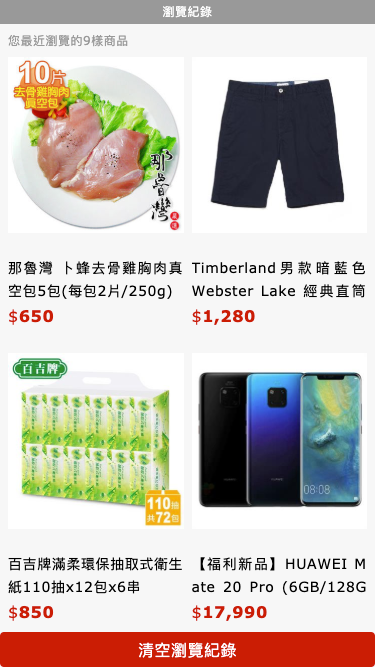 瀏覽紀錄
您最近瀏覽的9樣商品
10片
去骨雞胸肉
真空包
那魯灣
嚴選
那魯灣 卜蜂去骨雞胸肉真
空包5包(每包2片/250g)
$650
Timberland男款暗藍色
Webster Lake 經典直筒
$1,280
百吉牌
110抽
共72包
百吉牌滿柔環保抽取式衛生
紙110抽x12包x6串
$850
HUAWEI
08:08
【福利新品】HUAWEI M
ate 20 Pro (6GB/128G
$17,990
清空瀏覽紀錄